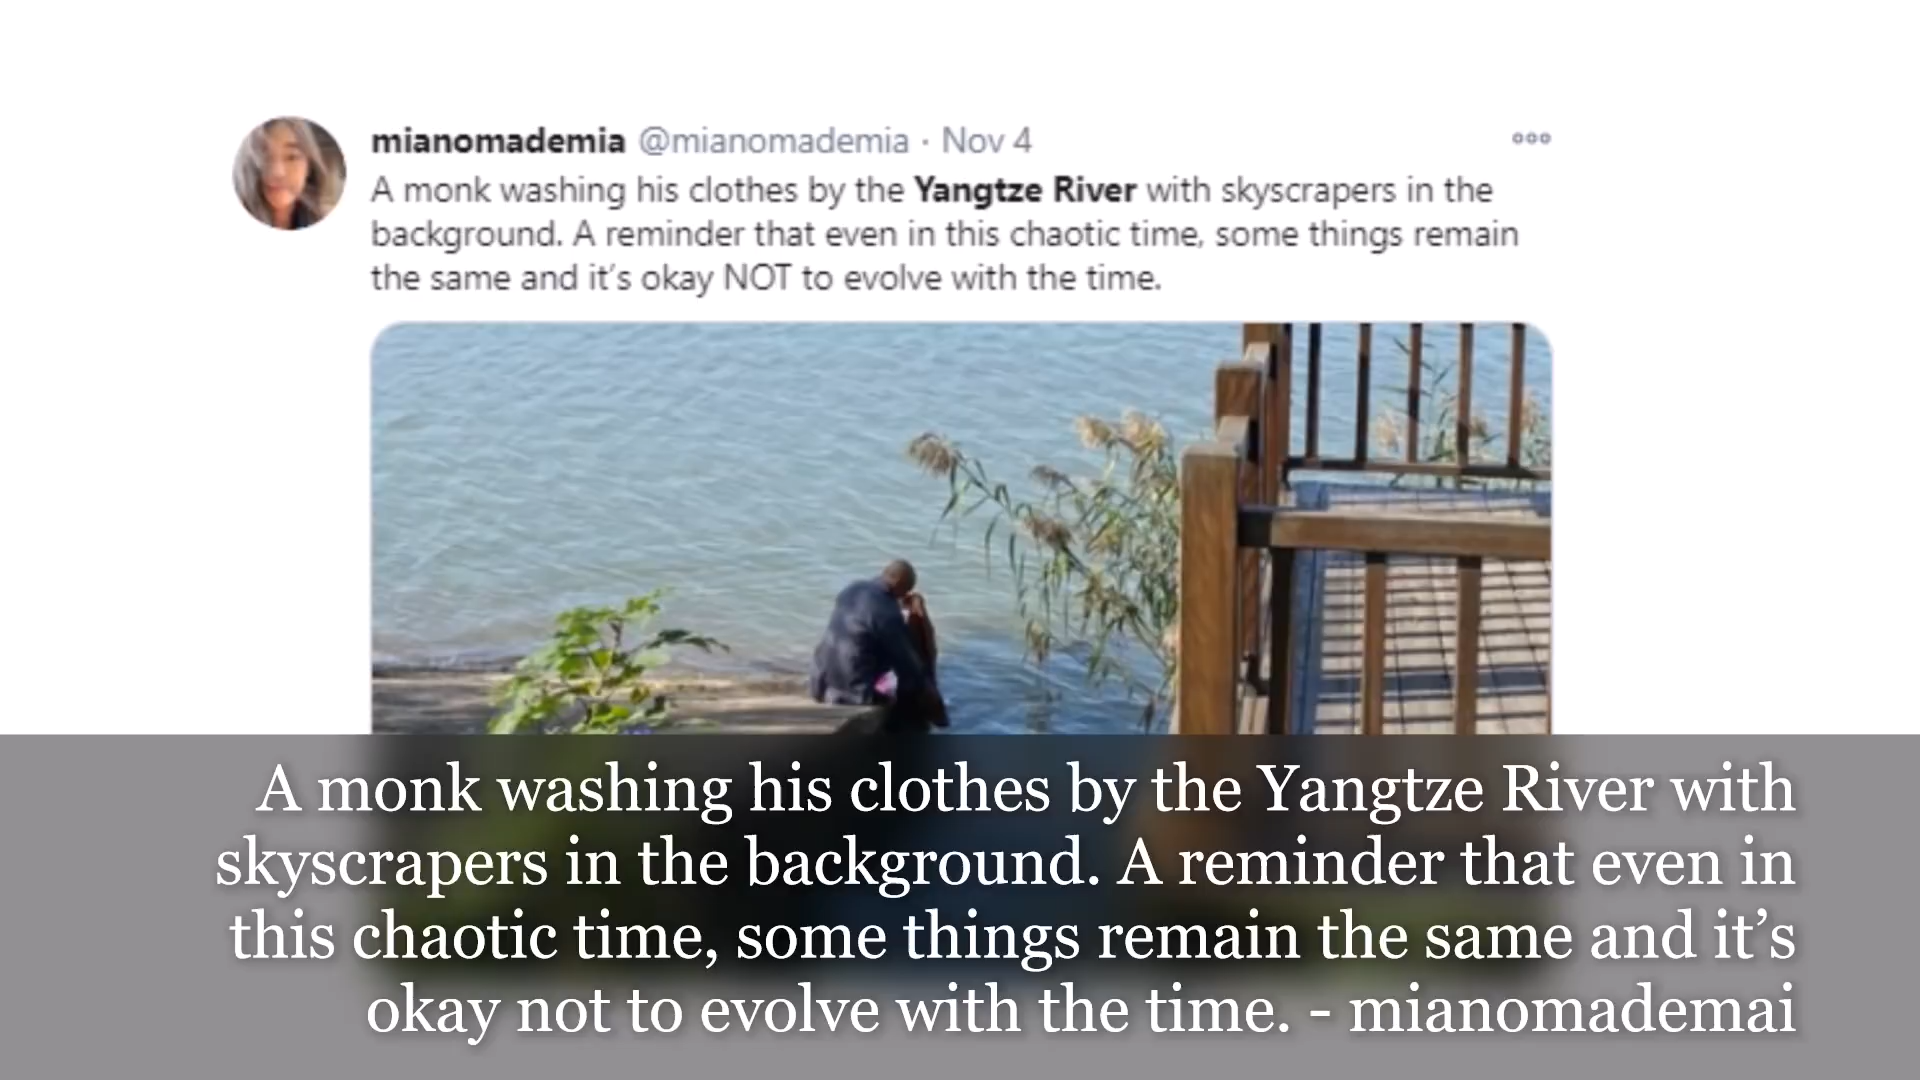 mianomademia @mianomademia · Nov 4
A monk washing his clothes by the Yangtze River with skyscrapers in the
background. A reminder that even in this chaotic time, some things remain
the same and it's okay NOT to evolve with the time.
A monk washing his clothes by the Yangtze River with
skyscrapers in the background. A reminder that even in
this chaotic time, some things remain the same and it’s
okay not to evolve with the time. - mianomademai